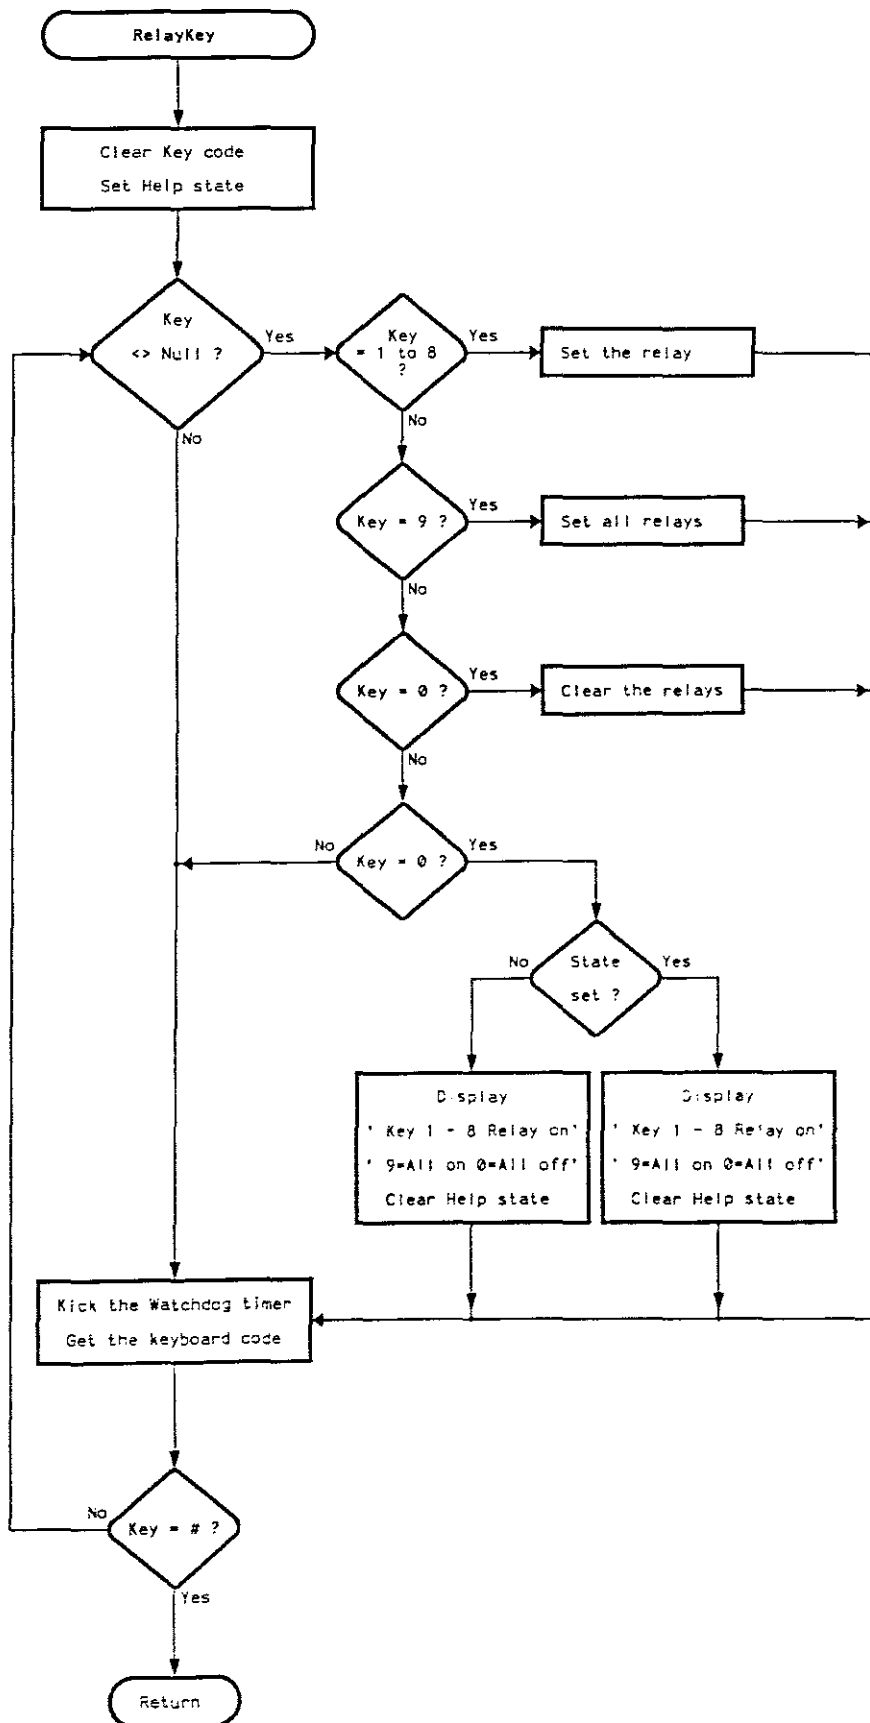 RelayKey
Clear Key code
Set Help state
Key
<> Null ?
Yes
No
Key
= 1 to 8
?
Yes
No
Set the relay
Key = 9 ?
Yes
No
Set all relays
Key = 0 ?
Yes
No
Clear the relays
Key = 0 ?
No
Yes
State
set ?
No
Yes
Display
' Key 1 - 8 Relay on'
' 9=All on 0=All off'
Clear Help state
Display
' Key 1 - 8 Relay on'
' 9=All on 0=All off'
Clear Help state
Kick the Watchdog timer
Get the keyboard code
Key = # ?
No
Yes
Return